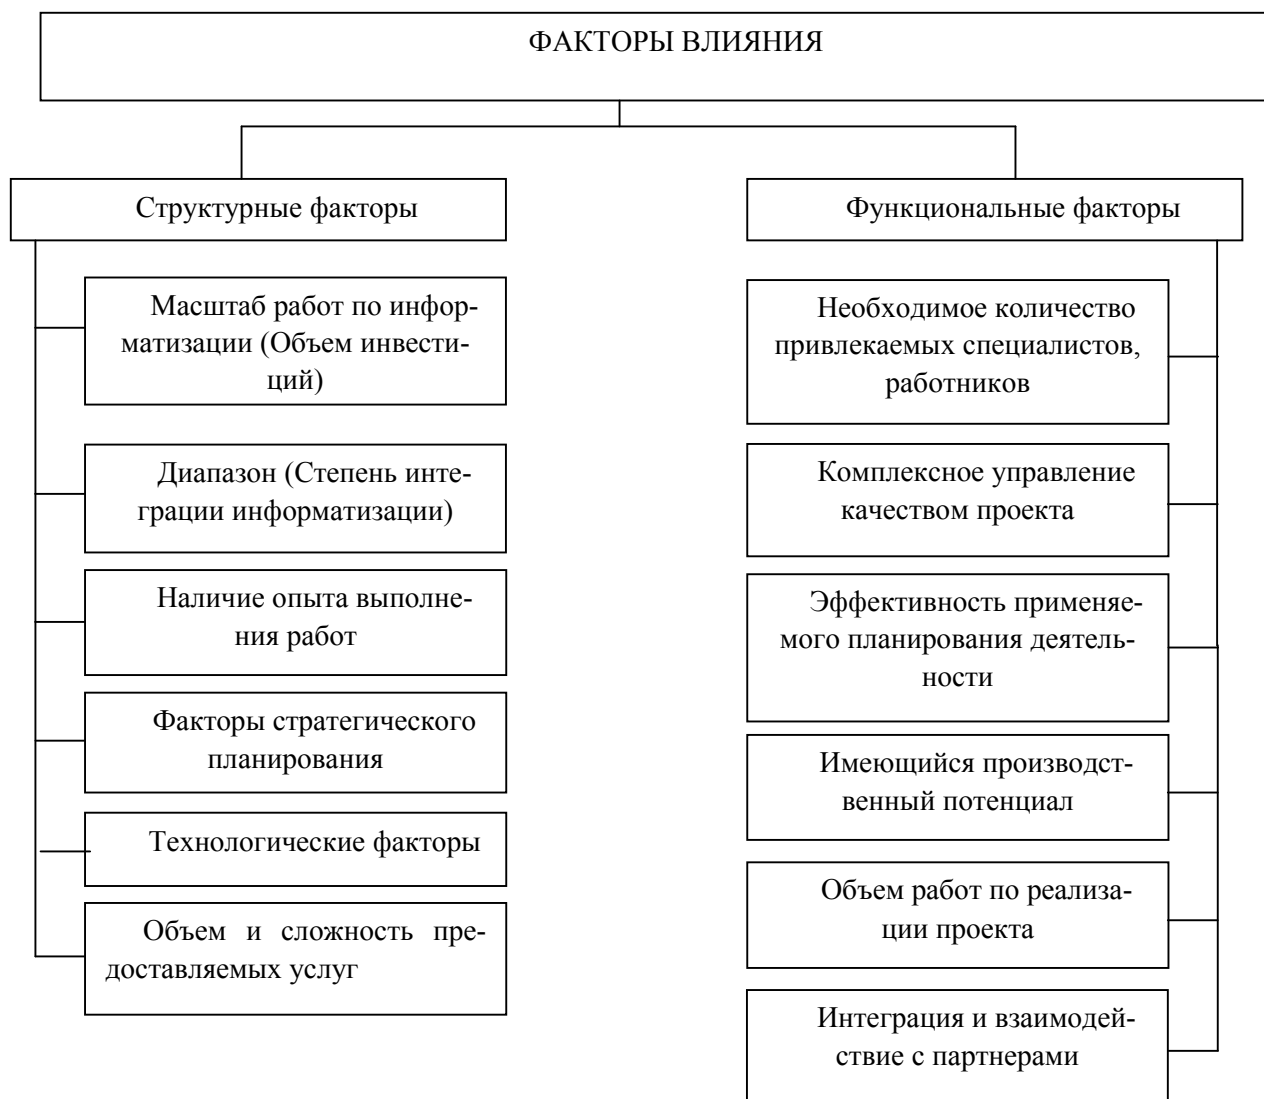 ФАКТОРЫ ВЛИЯНИЯ
Структурные факторы
Масштаб работ по инфор-
матизации (Объем инвести-
ций)
Диапазон (Степень инте-
грации информатизации)
Наличие опыта выполне-
ния работ
Факторы стратегического
планирования
Технологические факторы
Объем и сложность пре-
доставляемых услуг
Функциональные факторы
Необходимое количество
привлекаемых специалистов,
работников
Комплексное управление
качеством проекта
Эффективность применяе-
мого планирования деятель-
ности
Имеющийся производст-
венный потенциал
Объем работ по реализа-
ции проекта
Интеграция и взаимодей-
ствие с партнерами